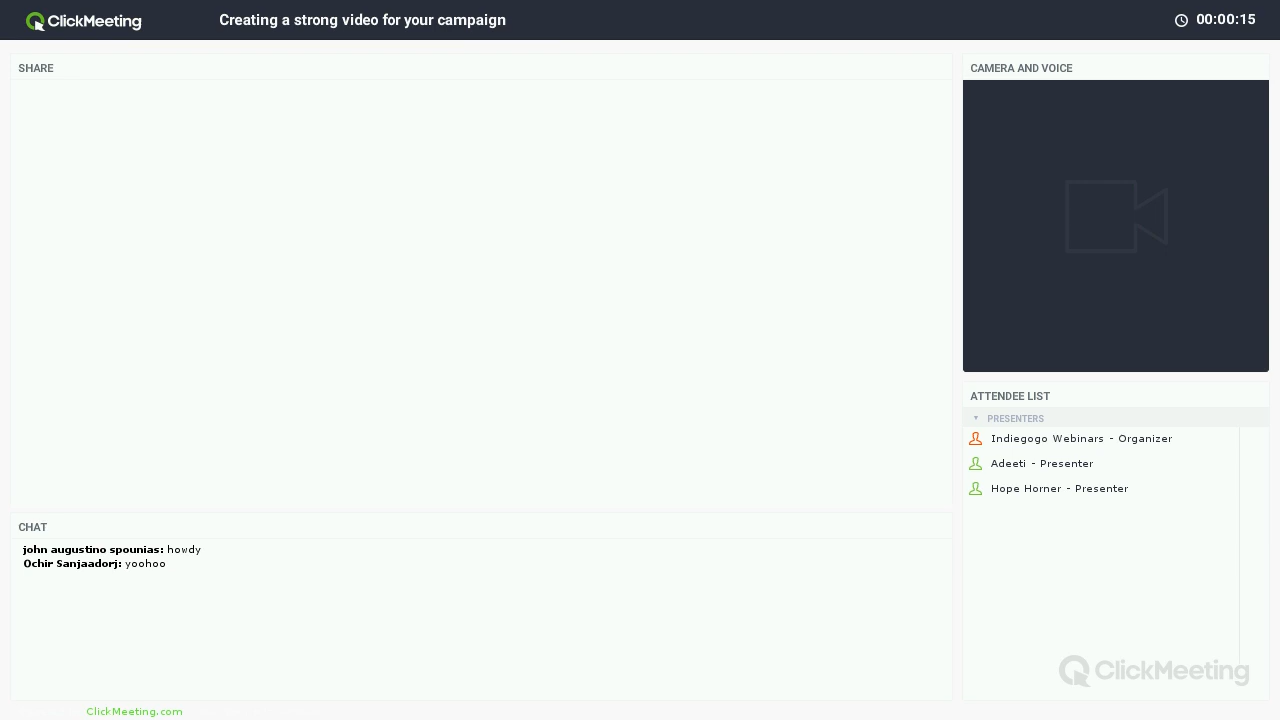 ClickMeeting
Creating a strong video for your campaign
00:00:15
SHARE
CAMERA AND VOICE
ATTENDEE LIST
PRESENTERS
Indiegogo Webinars - Organizer
Adeeti - Presenter
Hope Horner - Presenter
CHAT
john augustino spounias: howdy
Ochir Sanjaadorj: yoohoo
ClickMeeting
ClickMeeting.com